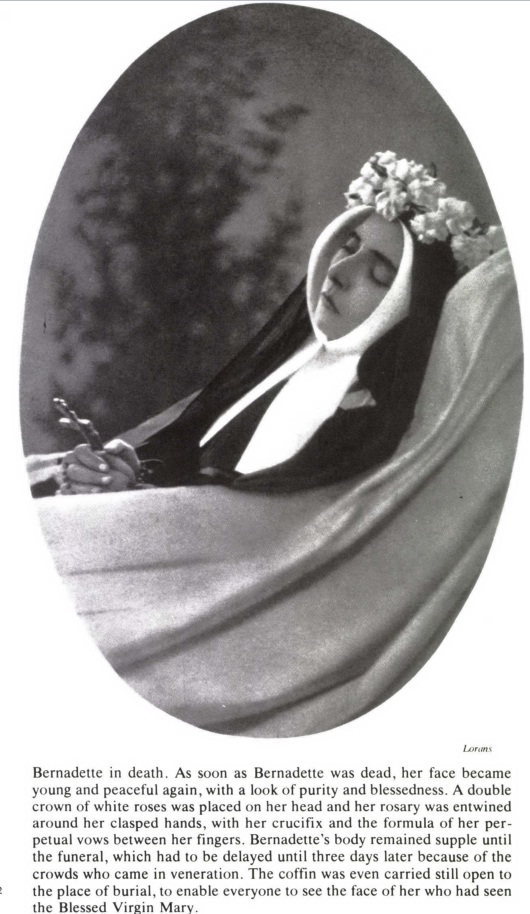 Lorans
Bernadette in death. As soon as Bernadette was dead, her face became
young and peaceful again, with a look of purity and blessedness. A double
crown of white roses was placed on her head and her rosary was entwined
around her clasped hands, with her crucifix and the formula of her per-
petual vows between her fingers. Bernadette's body remained supple until
the funeral, which had to be delayed until three days later because of the
crowds who came in veneration. The coffin was even carried still open to
2
the place of burial, to enable everyone to see the face of her who had seen
the Blessed Virgin Mary.